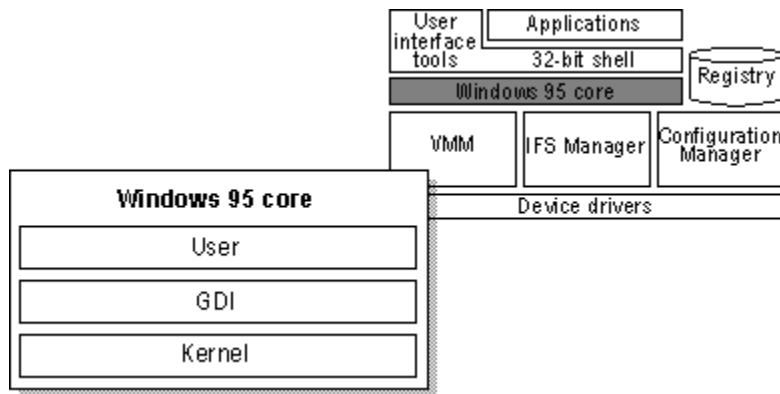 User
interface
tools
Applications
32-bit shell
Registry
Windows 95 core
VMM
IFS Manager
Configuration
Manager
Device drivers
Windows 95 core
User
GDI
Kernel